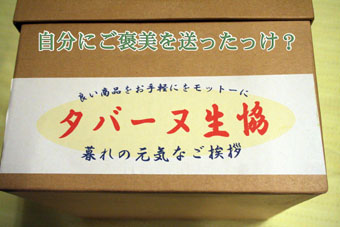 自分にご褒美を送ったっけ？
良い商品をお手軽にをモットーに
タバーヌ生協
暮れの元気なご挨拶